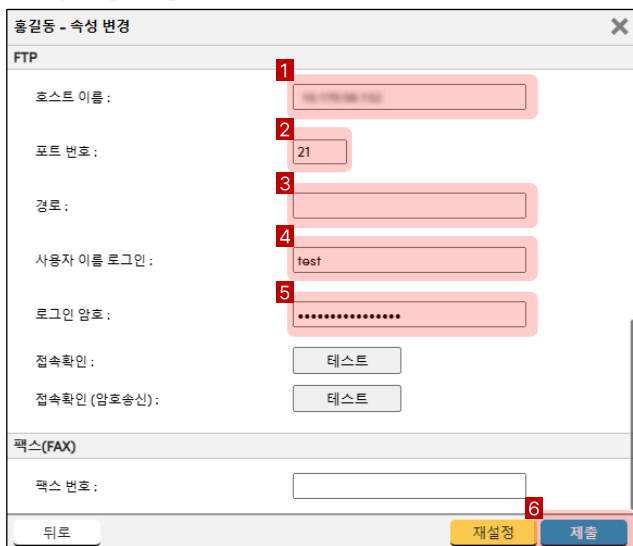 홍길동 - 속성 변경
FTP
1
호스트 이름 :
2
포트 번호 : 21
3
경로 :
4
사용자 이름 로그인 : test
5
로그인 암호 : ••••••••••••••••
접속확인 : 테스트
접속확인 (암호송신) : 테스트
팩스(FAX)
팩스 번호 :
6
뒤로 재설정 제출